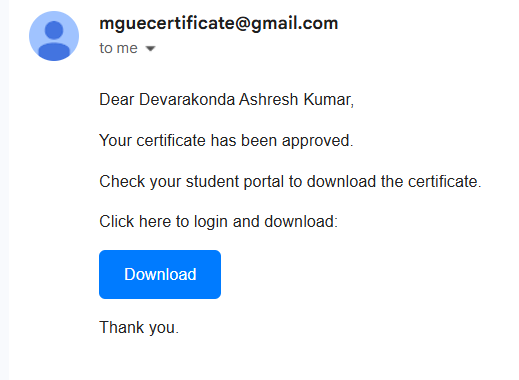 mguecertificate@gmail.com
to me
Dear Devarakonda Ashresh Kumar,
Your certificate has been approved.
Check your student portal to download the certificate.
Click here to login and download:
Download
Thank you.